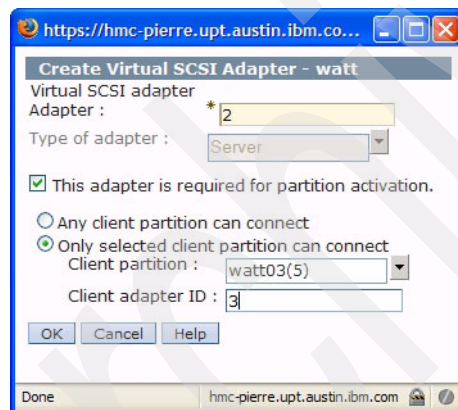 https://hmc-pierre.upt.austin.ibm.co...
Create Virtual SCSI Adapter - watt
Virtual SCSI adapter
Adapter : * 2
Type of adapter : Server
This adapter is required for partition activation.
Any client partition can connect
Only selected client partition can connect
Client partition : watt03(5)
Client adapter ID : 3
OK Cancel Help
Done hmc-pierre.upt.austin.ibm.com